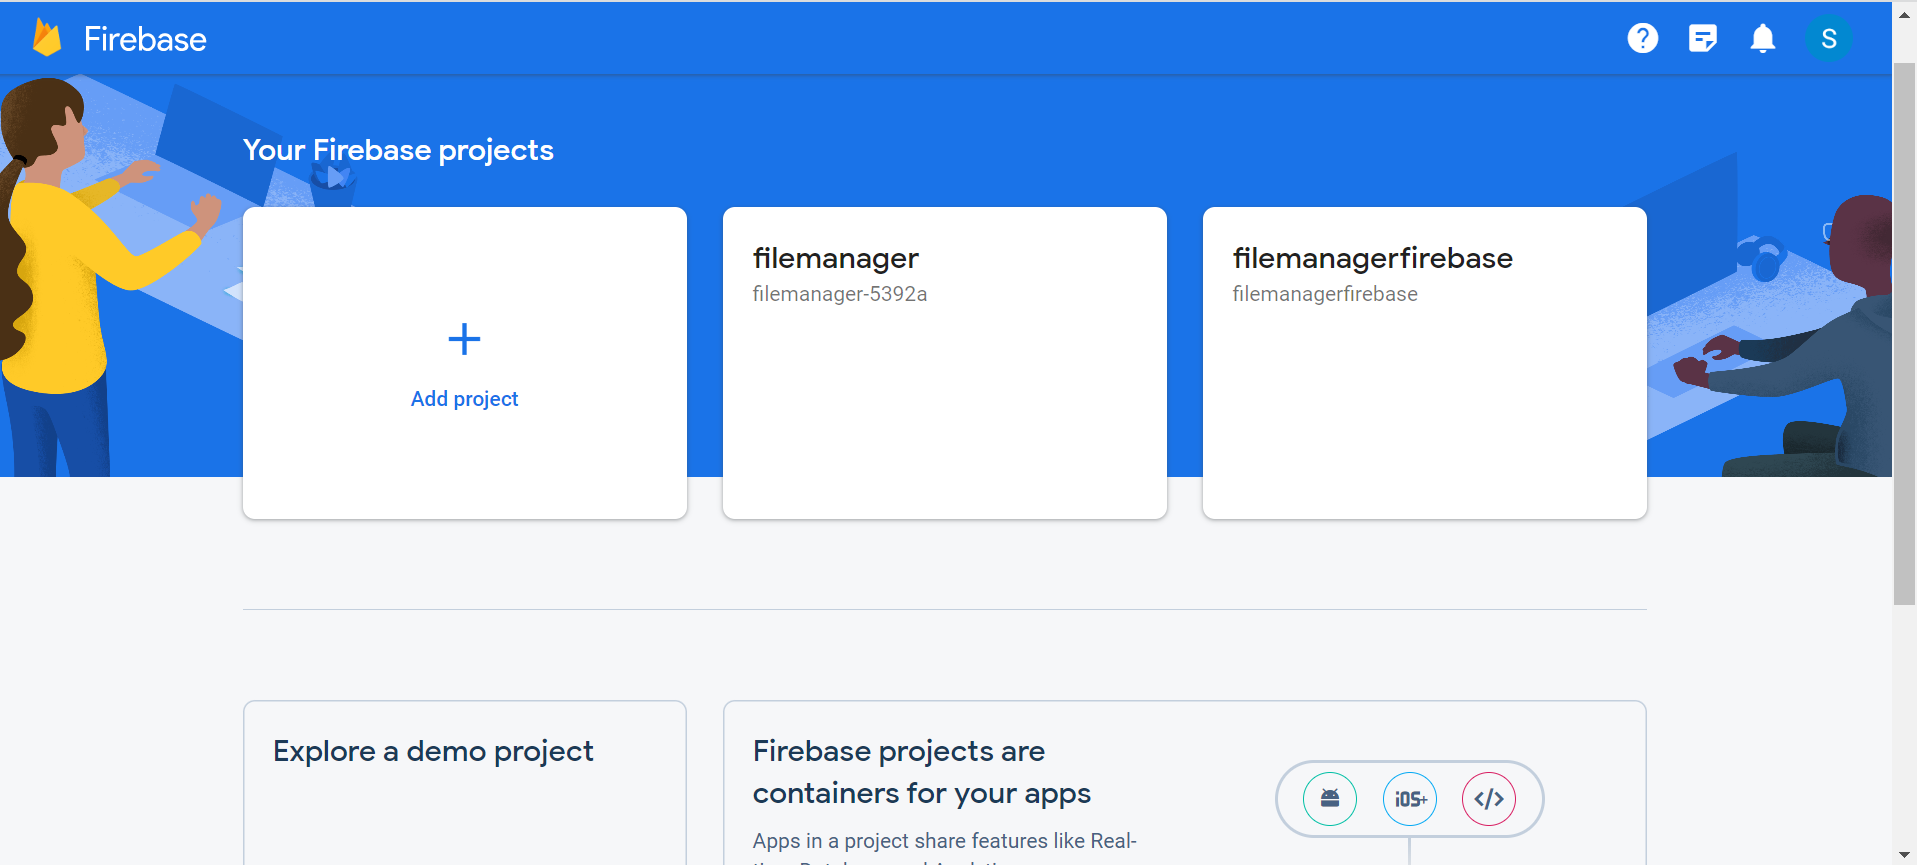 Firebase
?
S
Your Firebase projects
Add project
filemanager
filemanager-5392a
filemanagerfirebase
filemanagerfirebase
Explore a demo project
Firebase projects are
containers for your apps
Apps in a project share features like Real-
iOS+